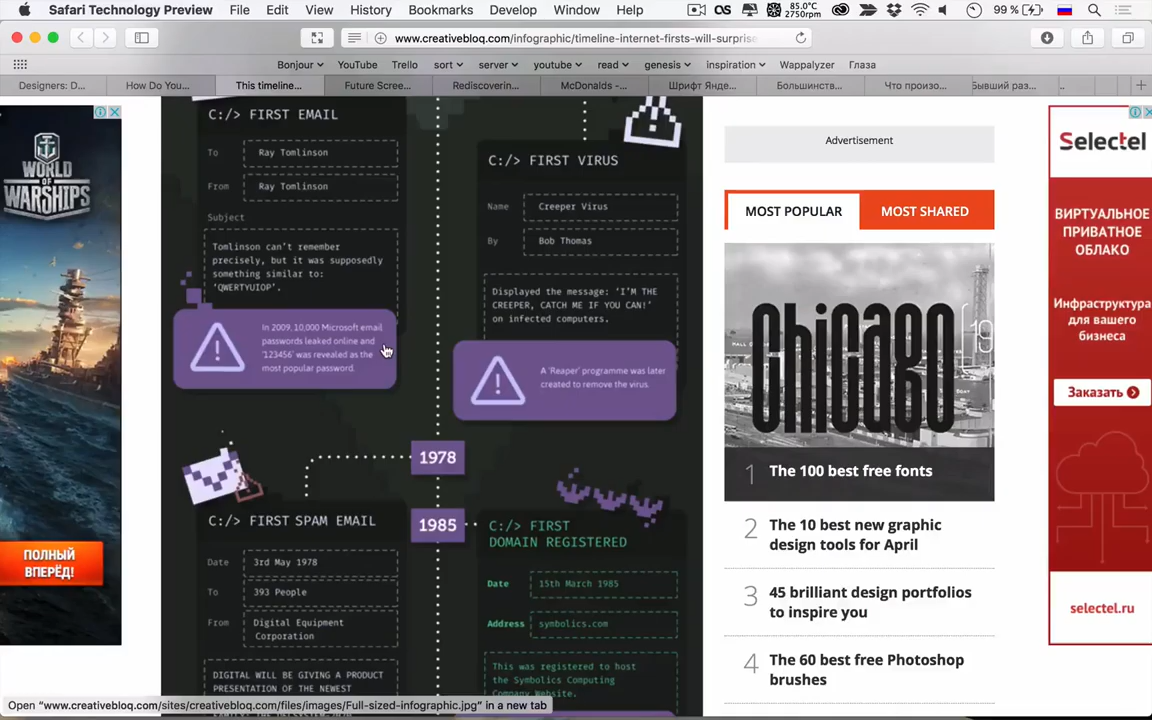 Safari Technology Preview File Edit View History Bookmarks Develop Window Help
OS
85.0°C
2750rpm
99 %
www.creativebloq.com/infographic/timeline-internet-firsts-will-surprise
Bonjour YouTube Trello sort server youtube read genesis inspiration Wappalyzer Глаза
Designers: D...
How Do You...
This timeline...
Future Scree...
Rediscoverin...
McDonalds -...
Шрифт Янде...
Большинств...
Что произо...
Бывший разр...
WORLD
OF
WARSHIPS
ПОЛНЫЙ
ВПЕРЁД!
C:/> FIRST EMAIL
To Ray Tomlinson
From Ray Tomlinson
Subject
Tomlinson can't remember
precisely, but it was supposedly
something similar to:
'QWERTYUIOP'.
In 2009, 10,000 Microsoft email
passwords leaked online and
'123456' was revealed as the
most popular password.
C:/> FIRST VIRUS
Name Creeper Virus
By Bob Thomas
Displayed the message: 'I'M THE
CREEPER, CATCH ME IF YOU CAN!'
on infected computers.
A 'Reaper' programme was later
created to remove the virus.
1978
C:/> FIRST SPAM EMAIL
Date 3rd May 1978
To 393 People
From Digital Equipment
Corporation
DIGITAL WILL BE GIVING A PRODUCT
PRESENTATION OF THE NEWEST
1985
C:/> FIRST
DOMAIN REGISTERED
Date 15th March 1985
Address symbolics.com
This was registered to host
the Symbolics Computing
Company Website.
Advertisement
MOST POPULAR
MOST SHARED
Chicago
19
1 The 100 best free fonts
2 The 10 best new graphic
design tools for April
3 45 brilliant design portfolios
to inspire you
4 The 60 best free Photoshop
brushes
Selectel
ВИРТУАЛЬНОЕ
ПРИВАТНОЕ
ОБЛАКО
Инфраструктура
для вашего
бизнеса
Заказать
selectel.ru
Open "www.creativebloq.com/sites/creativebloq.com/files/images/Full-sized-infographic.jpg" in a new tab